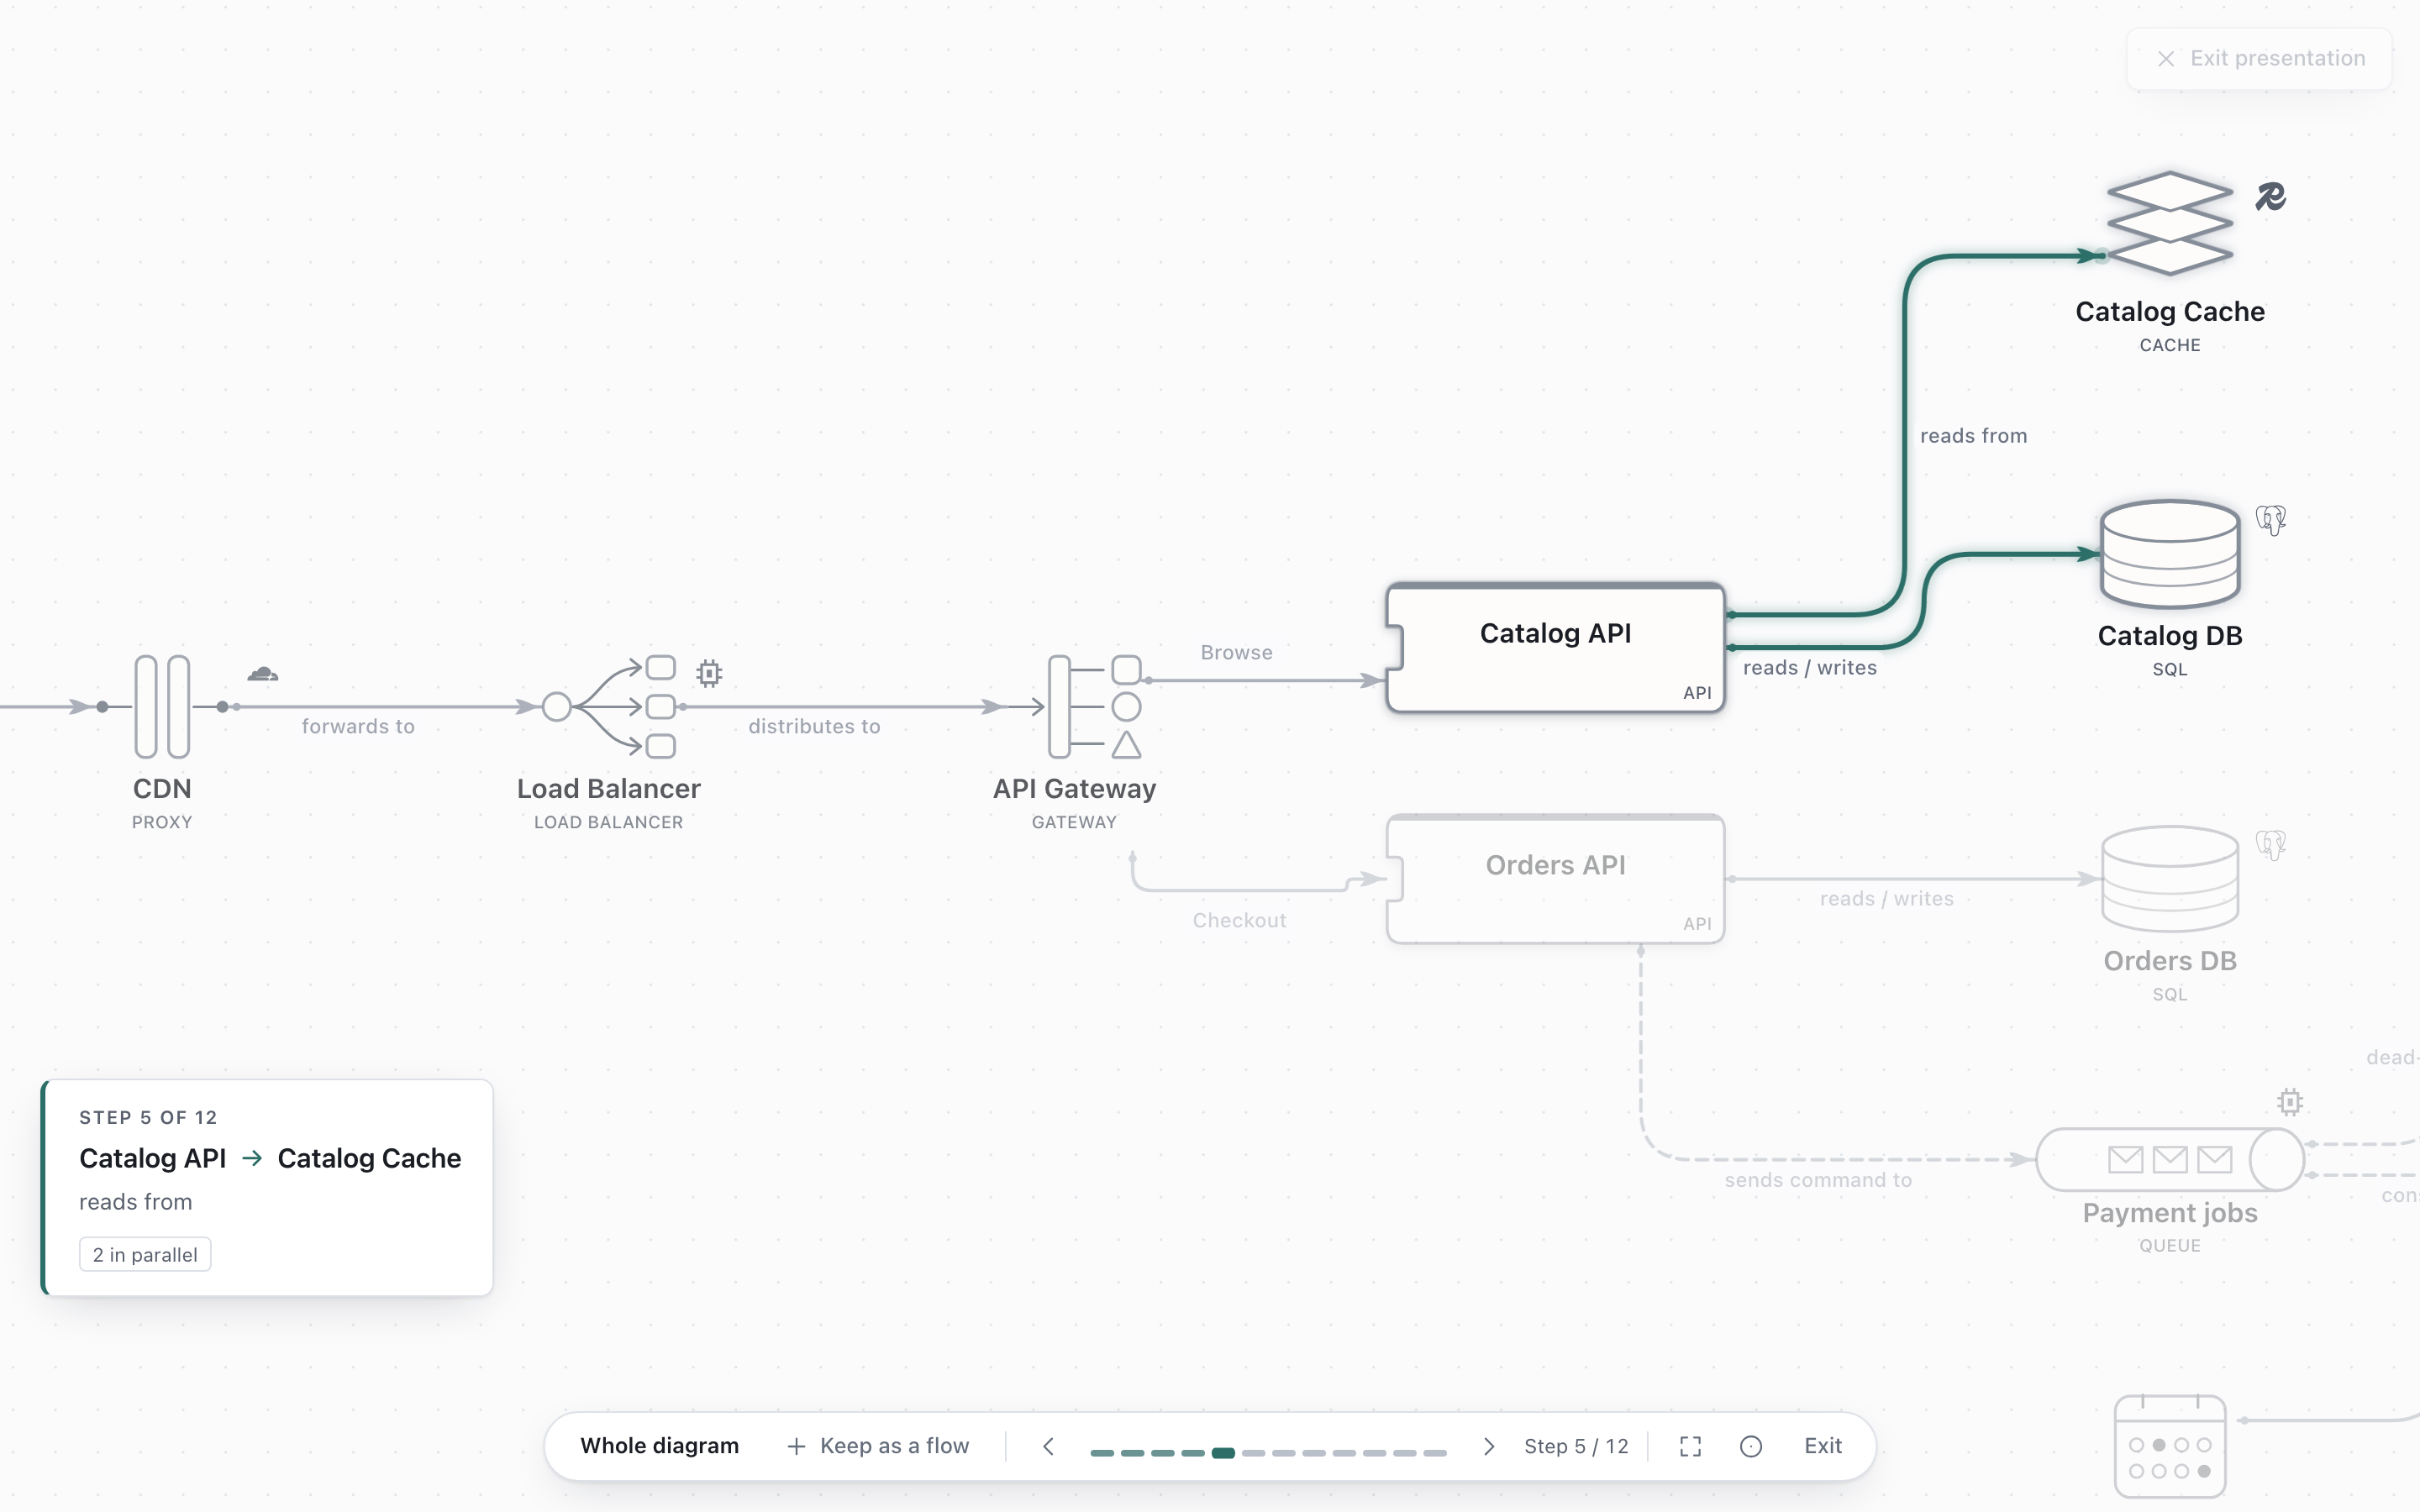 Exit presentation
Catalog Cache
CACHE
reads from
Catalog DB
SQL
Catalog API
API
reads / writes
Browse
forwards to
distributes to
CDN
PROXY
Load Balancer
LOAD BALANCER
API Gateway
GATEWAY
Orders API
API
reads / writes
Checkout
Orders DB
SQL
dead-
sends command to
Payment jobs
QUEUE
STEP 5 OF 12
Catalog API → Catalog Cache
reads from
2 in parallel
Whole diagram
Keep as a flow
Step 5 / 12
Exit